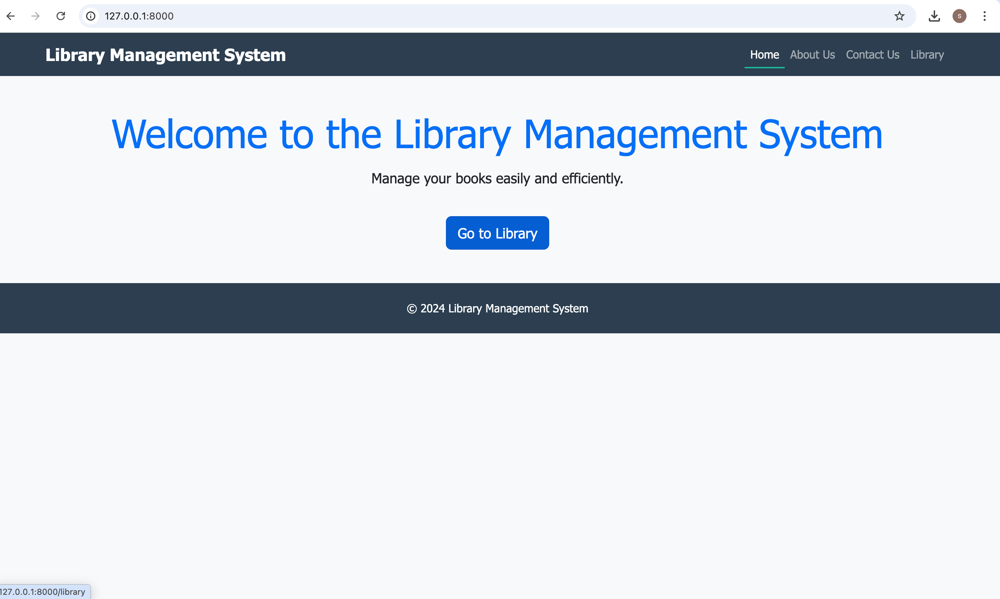 127.0.0.1:8000
S
Library Management System
Home About Us Contact Us Library
Welcome to the Library Management System
Manage your books easily and efficiently.
Go to Library
© 2024 Library Management System
127.0.0.1:8000/library